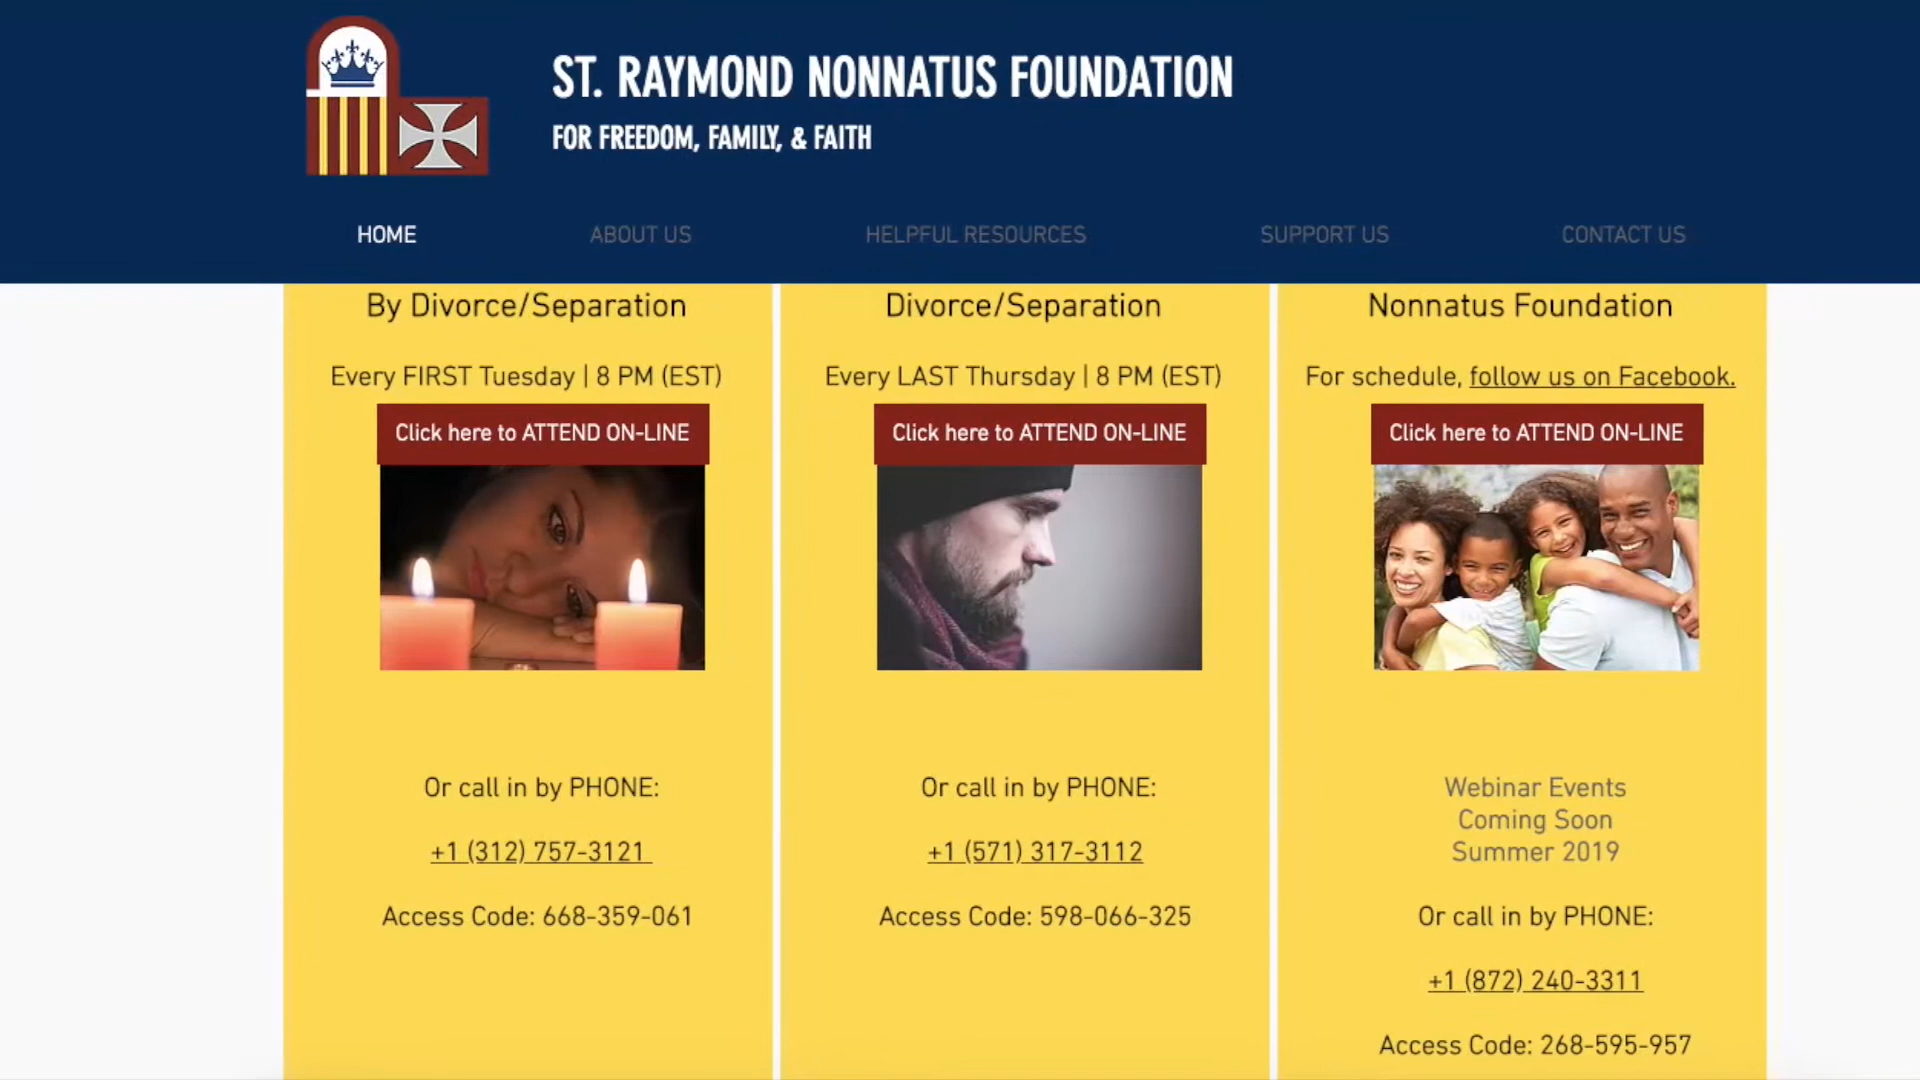 ST. RAYMOND NONNATUS FOUNDATION
FOR FREEDOM, FAMILY, & FAITH
HOME
ABOUT US
HELPFUL RESOURCES
SUPPORT US
CONTACT US
By Divorce/Separation
Every FIRST Tuesday | 8 PM (EST)
Click here to ATTEND ON-LINE
Or call in by PHONE:
+1 (312) 757-3121
Access Code: 668-359-061
Divorce/Separation
Every LAST Thursday | 8 PM (EST)
Click here to ATTEND ON-LINE
Or call in by PHONE:
+1 (571) 317-3112
Access Code: 598-066-325
Nonnatus Foundation
For schedule, follow us on Facebook.
Click here to ATTEND ON-LINE
Webinar Events
Coming Soon
Summer 2019
Or call in by PHONE:
+1 (872) 240-3311
Access Code: 268-595-957